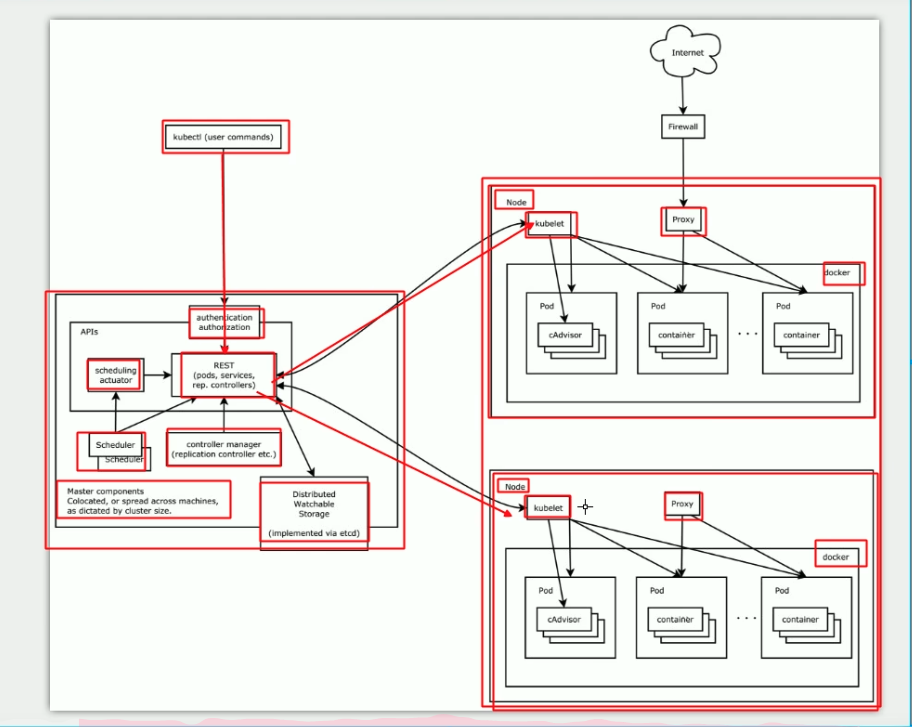 Internet
Firewall
kubectl (user commands)
authentication
authorization
APIs
REST
(pods, services,
rep. controllers)
scheduling
actuator
Scheduler
Scheduler
controller manager
(replication controller etc.)
Master components
Colocated, or spread across machines,
as dictated by cluster size.
Distributed
Watchable
Storage
(implemented via etcd)
Node
kubelet
Proxy
docker
Pod
Pod
Pod
cAdvisor
container
. . .
container
Node
kubelet
Proxy
docker
Pod
Pod
Pod
cAdvisor
container
. . .
container